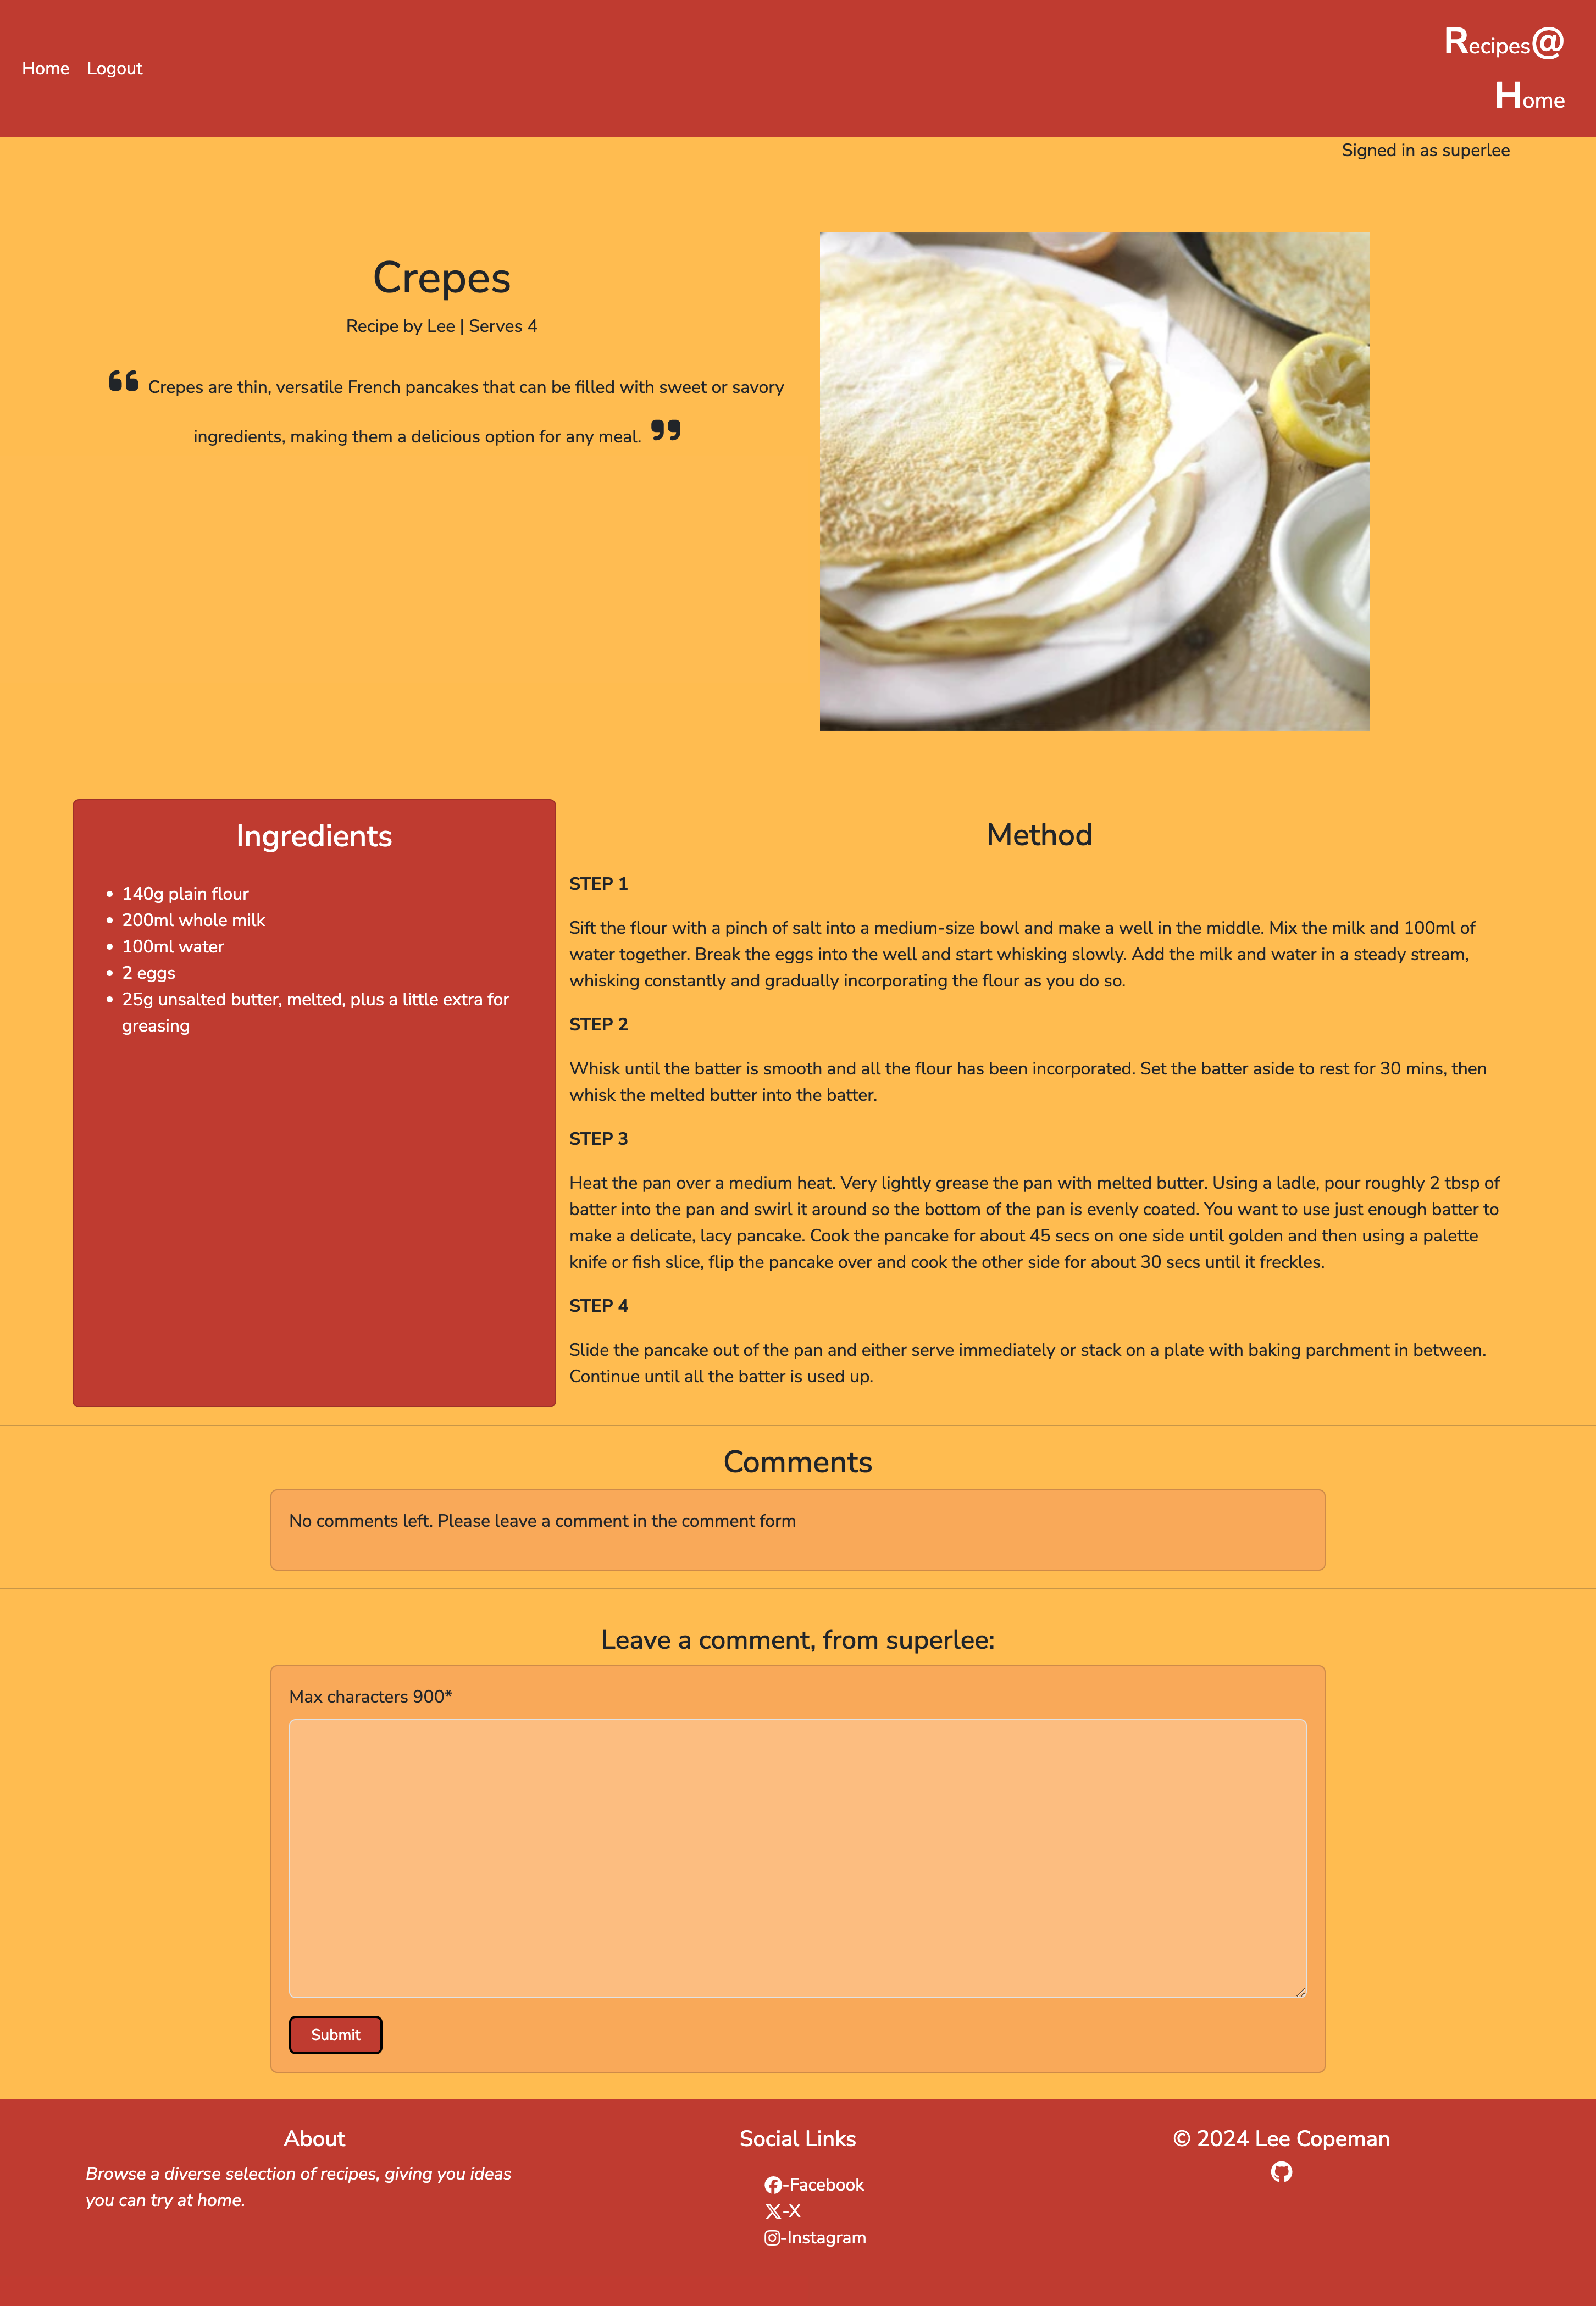 Home Logout
Recipes@
Home
Signed in as superlee
Crepes
Recipe by Lee | Serves 4
❝ Crepes are thin, versatile French pancakes that can be filled with sweet or savory
ingredients, making them a delicious option for any meal. ❞
Ingredients
• 140g plain flour
• 200ml whole milk
• 100ml water
• 2 eggs
• 25g unsalted butter, melted, plus a little extra for
greasing
Method
STEP 1
Sift the flour with a pinch of salt into a medium-size bowl and make a well in the middle. Mix the milk and 100ml of
water together. Break the eggs into the well and start whisking slowly. Add the milk and water in a steady stream,
whisking constantly and gradually incorporating the flour as you do so.
STEP 2
Whisk until the batter is smooth and all the flour has been incorporated. Set the batter aside to rest for 30 mins, then
whisk the melted butter into the batter.
STEP 3
Heat the pan over a medium heat. Very lightly grease the pan with melted butter. Using a ladle, pour roughly 2 tbsp of
batter into the pan and swirl it around so the bottom of the pan is evenly coated. You want to use just enough batter to
make a delicate, lacy pancake. Cook the pancake for about 45 secs on one side until golden and then using a palette
knife or fish slice, flip the pancake over and cook the other side for about 30 secs until it freckles.
STEP 4
Slide the pancake out of the pan and either serve immediately or stack on a plate with baking parchment in between.
Continue until all the batter is used up.
Comments
No comments left. Please leave a comment in the comment form
Leave a comment, from superlee:
Max characters 900*
Submit
About
Browse a diverse selection of recipes, giving you ideas
you can try at home.
Social Links
-Facebook
-X
-Instagram
© 2024 Lee Copeman